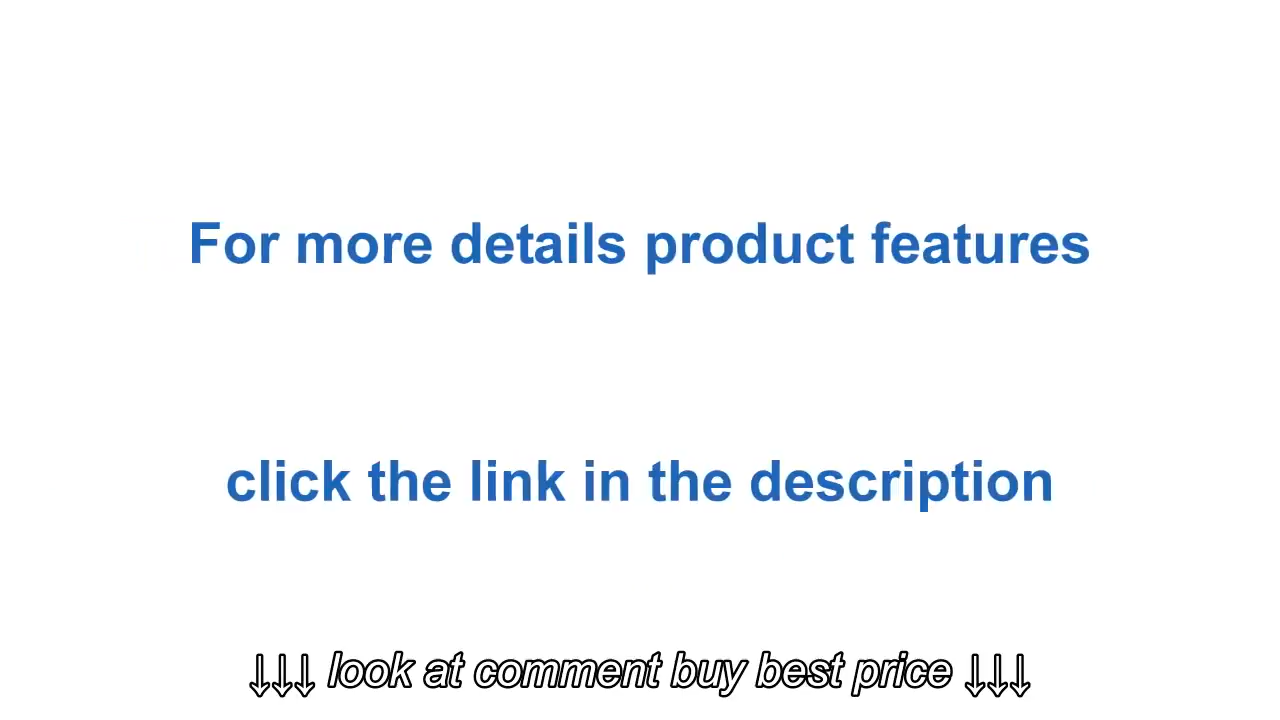 For more details product features
click the link in the description
↓↓↓ look at comment buy best price ↓↓↓